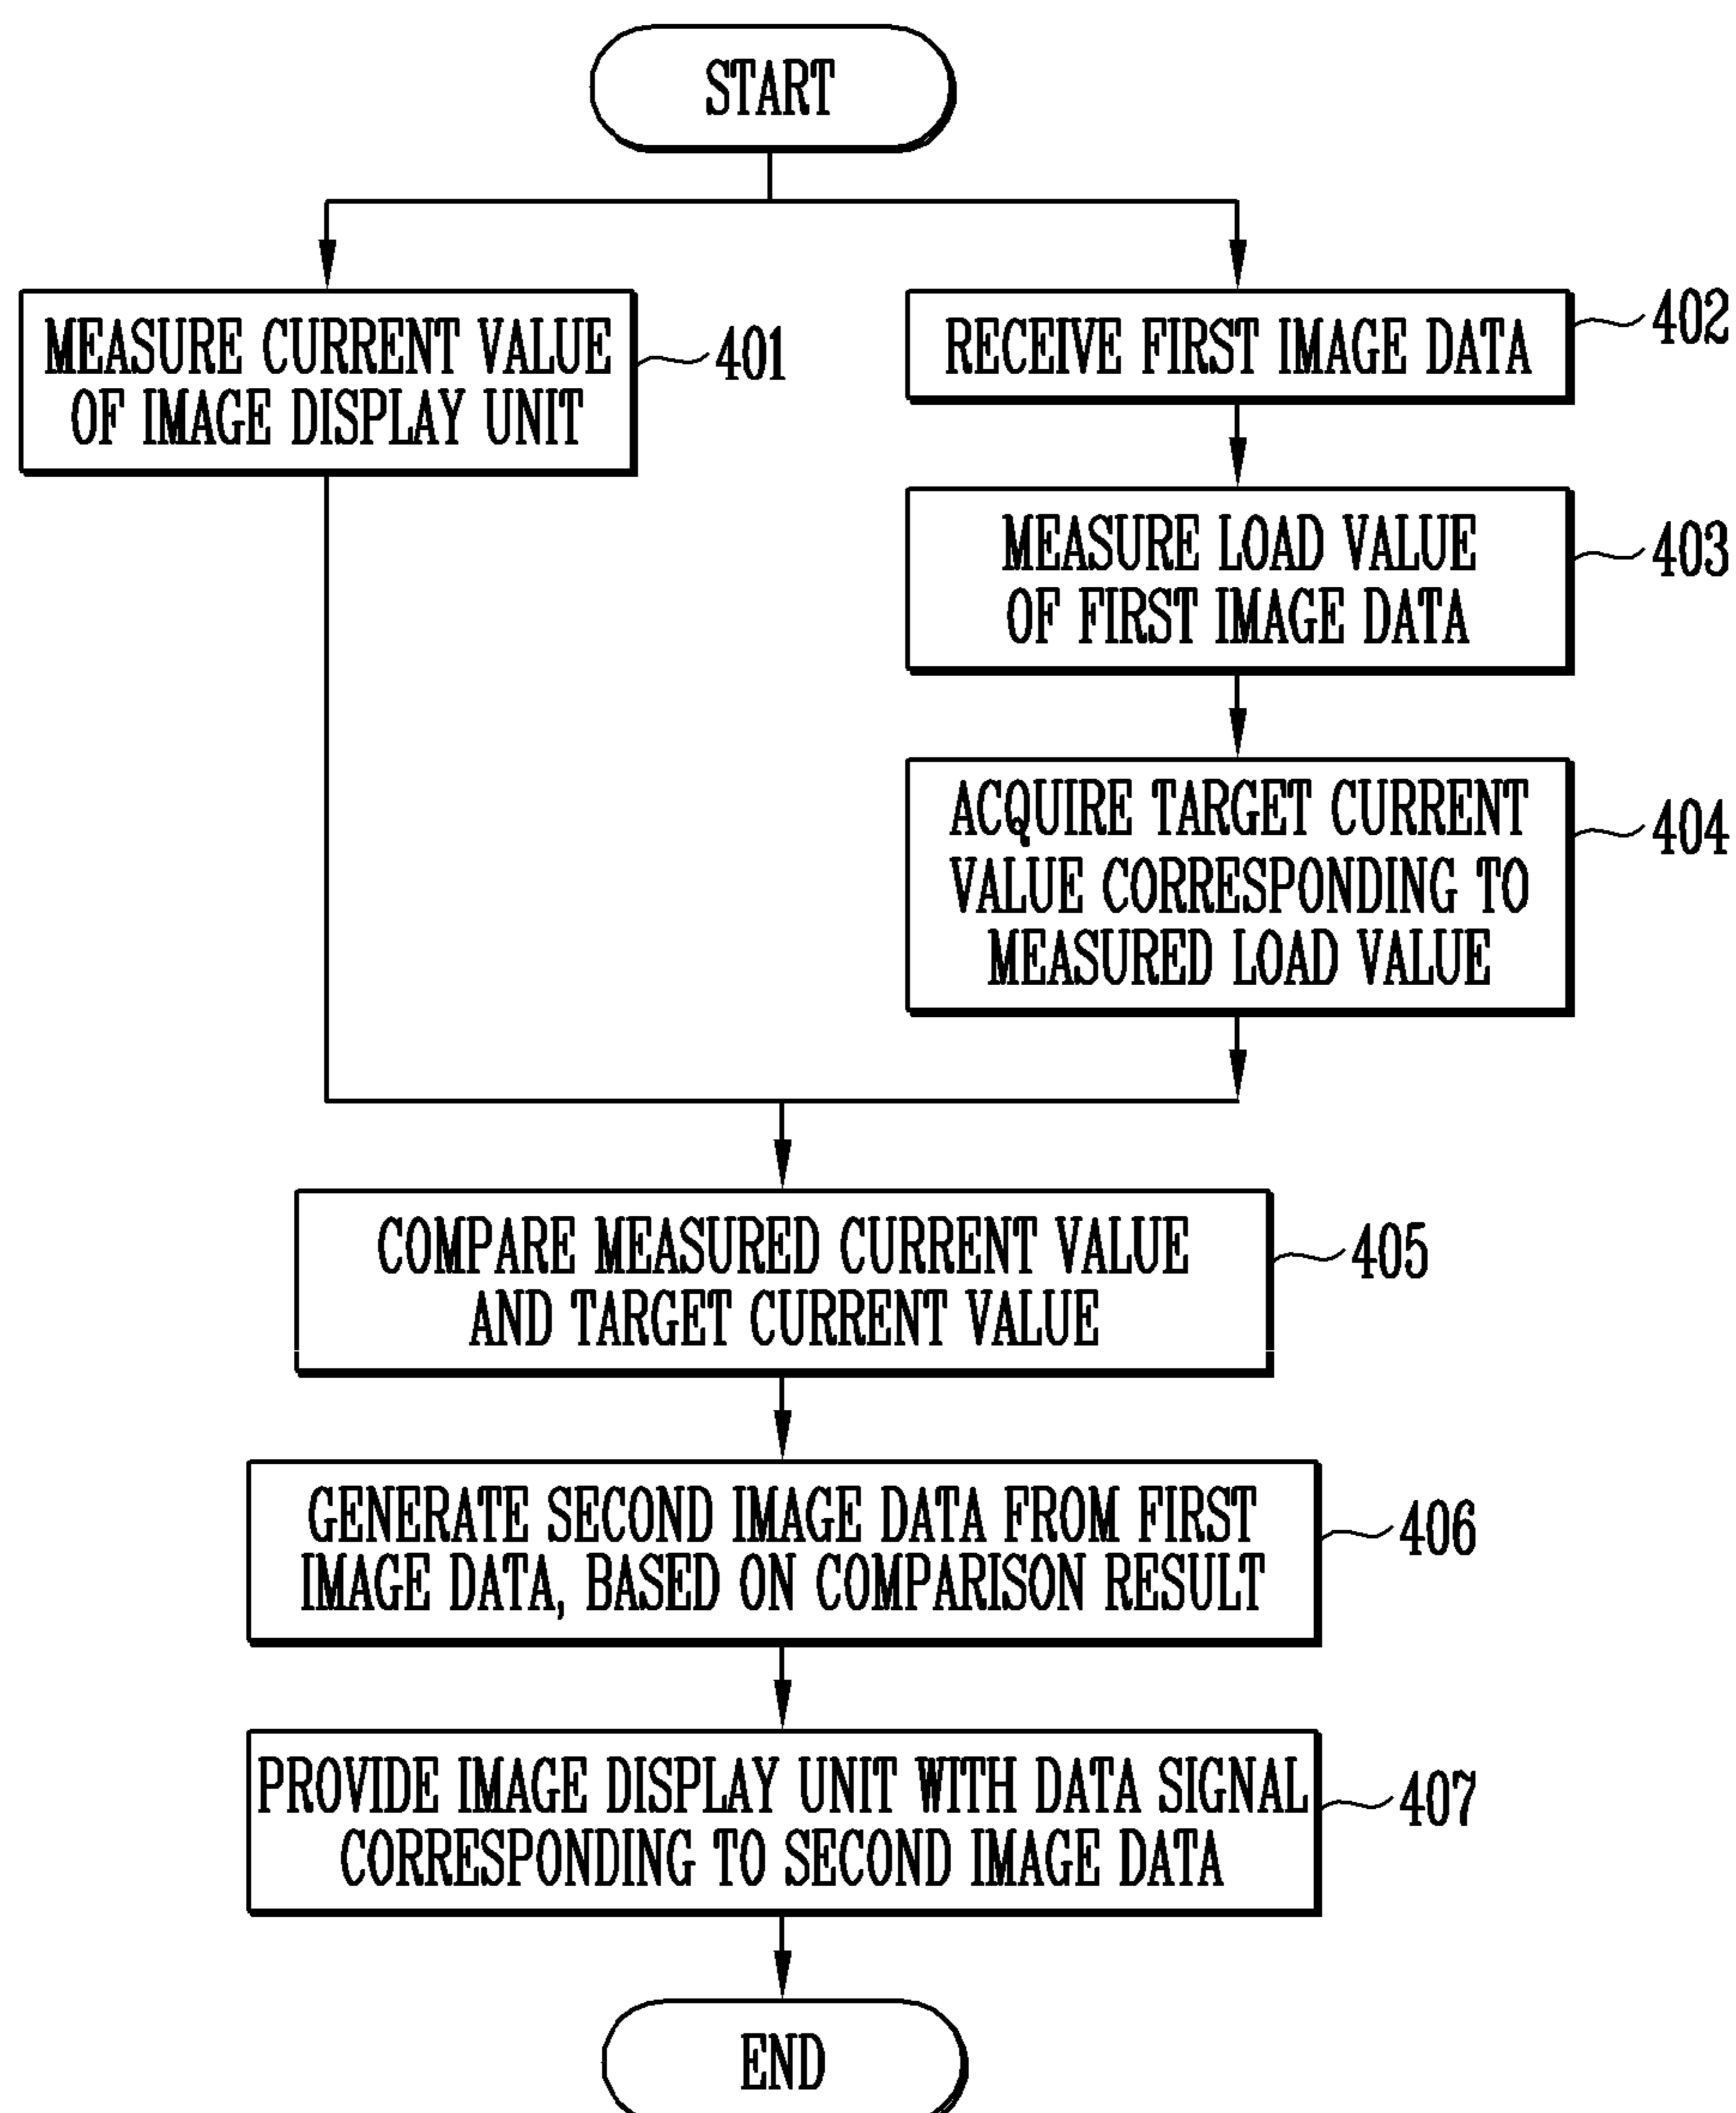 START
MEASURE CURRENT VALUE
OF IMAGE DISPLAY UNIT
401
RECEIVE FIRST IMAGE DATA
402
MEASURE LOAD VALUE
OF FIRST IMAGE DATA
403
ACQUIRE TARGET CURRENT
VALUE CORRESPONDING TO
MEASURED LOAD VALUE
404
COMPARE MEASURED CURRENT VALUE
AND TARGET CURRENT VALUE
405
GENERATE SECOND IMAGE DATA FROM FIRST
IMAGE DATA, BASED ON COMPARISON RESULT
406
PROVIDE IMAGE DISPLAY UNIT WITH DATA SIGNAL
CORRESPONDING TO SECOND IMAGE DATA
407
END